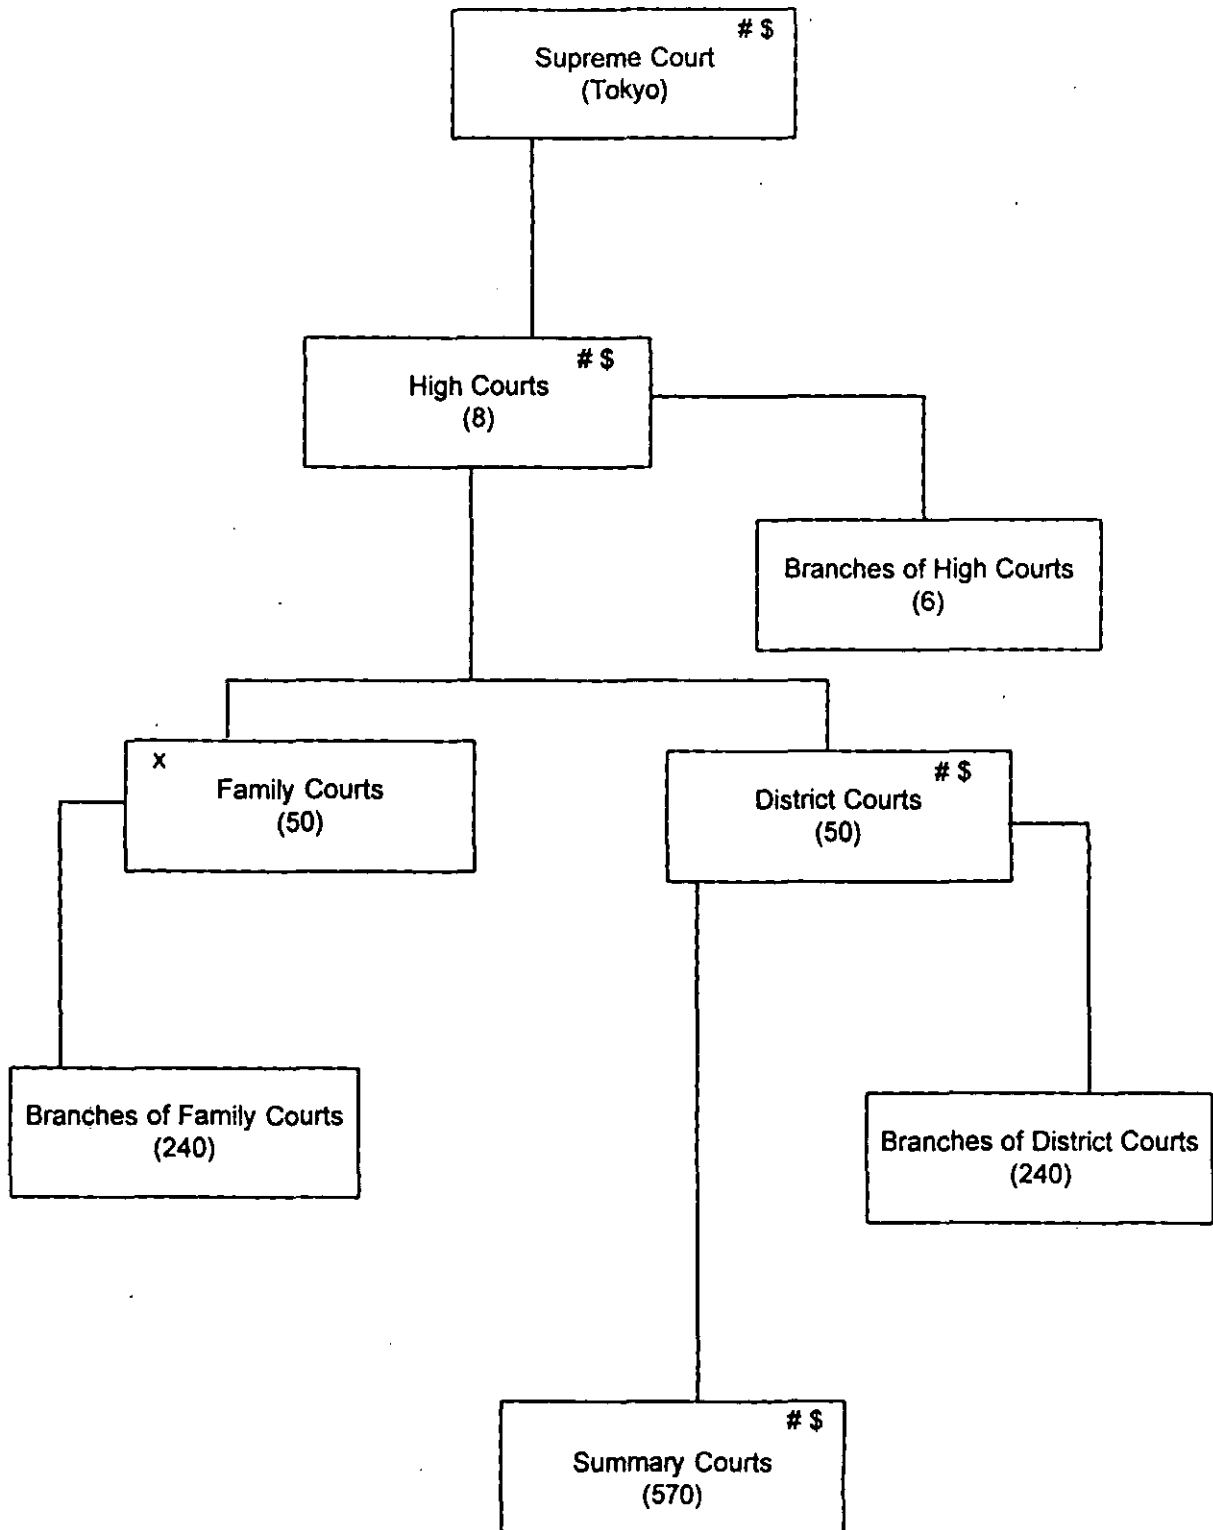 # $
Supreme Court
(Tokyo)
# $
High Courts
(8)
Branches of High Courts
(6)
x
Family Courts
(50)
# $
District Courts
(50)
Branches of Family Courts
(240)
Branches of District Courts
(240)
# $
Summary Courts
(570)